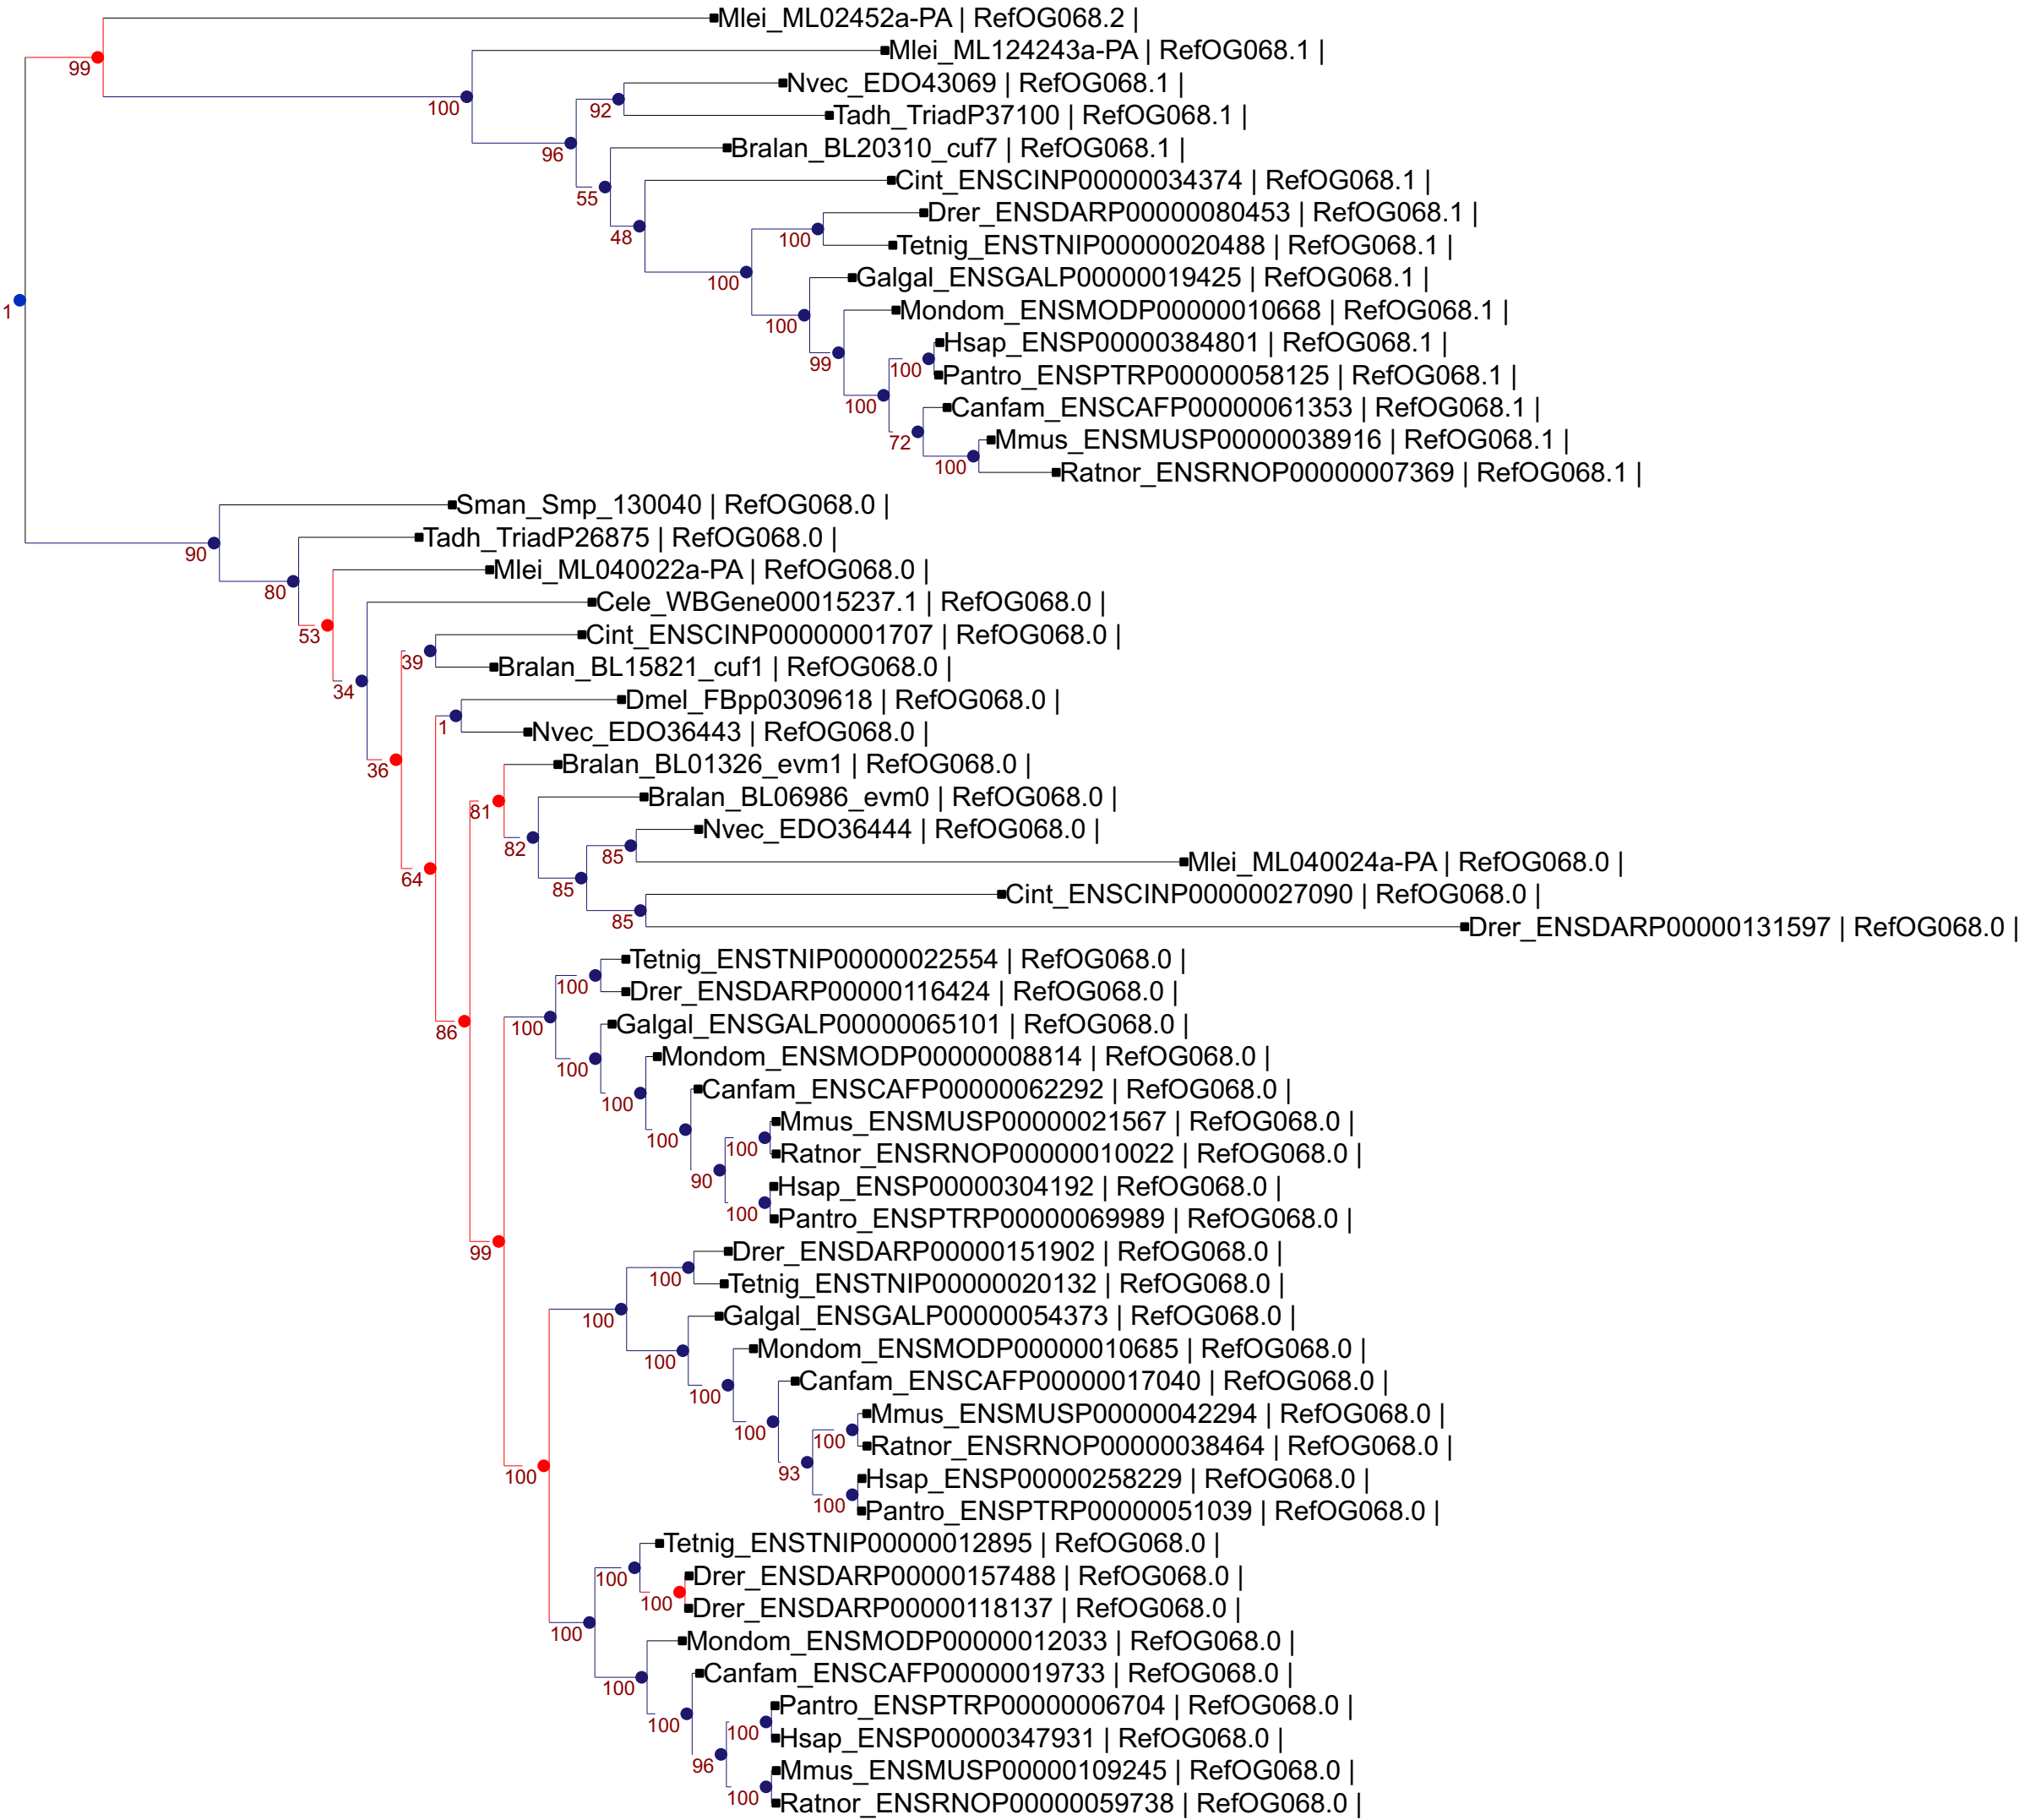 Mlei_ML02452a-PA | RefOG068.2 |
Mlei_ML124243a-PA | RefOG068.1 |
99
Nvec_EDO43069 | RefOG068.1 |
100
92
Tadh_TriadP37100 | RefOG068.1 |
Bralan_BL20310_cuf7 | RefOG068.1 |
96
Cint_ENSCINP00000034374 | RefOG068.1 |
55
Drer_ENSDARP00000080453 | RefOG068.1 |
48
100
Tetnig_ENSTNIP00000020488 | RefOG068.1 |
Galgal_ENSGALP00000019425 | RefOG068.1 |
100
1
Mondom_ENSMODP00000010668 | RefOG068.1 |
100
Hsap_ENSP00000384801 | RefOG068.1 |
99
100
Pantro_ENSPTRP00000058125 | RefOG068.1 |
100
Canfam_ENSCAFP00000061353 | RefOG068.1 |
72
Mmus_ENSMUSP00000038916 | RefOG068.1 |
100
Ratnor_ENSRNOP00000007369 | RefOG068.1 |
Sman_Smp_130040 | RefOG068.0 |
Tadh_TriadP26875 | RefOG068.0 |
90
Mlei_ML040022a-PA | RefOG068.0 |
80
Cele_WBGene00015237.1 | RefOG068.0 |
53
Cint_ENSCINP00000001707 | RefOG068.0 |
39
Bralan_BL15821_cuf1 | RefOG068.0 |
34
Dmel_FBpp0309618 | RefOG068.0 |
1
Nvec_EDO36443 | RefOG068.0 |
36
Bralan_BL01326_evm1 | RefOG068.0 |
81
Bralan_BL06986_evm0 | RefOG068.0 |
Nvec_EDO36444 | RefOG068.0 |
82
85
Mlei_ML040024a-PA | RefOG068.0 |
64
85
Cint_ENSCINP00000027090 | RefOG068.0 |
85
Drer_ENSDARP00000131597 | RefOG068.0 |
Tetnig_ENSTNIP00000022554 | RefOG068.0 |
100
Drer_ENSDARP00000116424 | RefOG068.0 |
86
100
Galgal_ENSGALP00000065101 | RefOG068.0 |
Mondom_ENSMODP00000008814 | RefOG068.0 |
100
Canfam_ENSCAFP00000062292 | RefOG068.0 |
100
Mmus_ENSMUSP00000021567 | RefOG068.0 |
100
100
Ratnor_ENSRNOP00000010022 | RefOG068.0 |
90
Hsap_ENSP00000304192 | RefOG068.0 |
100
Pantro_ENSPTRP00000069989 | RefOG068.0 |
99
Drer_ENSDARP00000151902 | RefOG068.0 |
100
Tetnig_ENSTNIP00000020132 | RefOG068.0 |
100
Galgal_ENSGALP00000054373 | RefOG068.0 |
Mondom_ENSMODP00000010685 | RefOG068.0 |
100
Canfam_ENSCAFP00000017040 | RefOG068.0 |
100
Mmus_ENSMUSP00000042294 | RefOG068.0 |
100
100
Ratnor_ENSRNOP00000038464 | RefOG068.0 |
100
93
Hsap_ENSP00000258229 | RefOG068.0 |
100
Pantro_ENSPTRP00000051039 | RefOG068.0 |
Tetnig_ENSTNIP00000012895 | RefOG068.0 |
100
Drer_ENSDARP00000157488 | RefOG068.0 |
100
Drer_ENSDARP00000118137 | RefOG068.0 |
100
Mondom_ENSMODP00000012033 | RefOG068.0 |
Canfam_ENSCAFP00000019733 | RefOG068.0 |
100
Pantro_ENSPTRP00000006704 | RefOG068.0 |
100
100
Hsap_ENSP00000347931 | RefOG068.0 |
96
Mmus_ENSMUSP00000109245 | RefOG068.0 |
100
Ratnor_ENSRNOP00000059738 | RefOG068.0 |